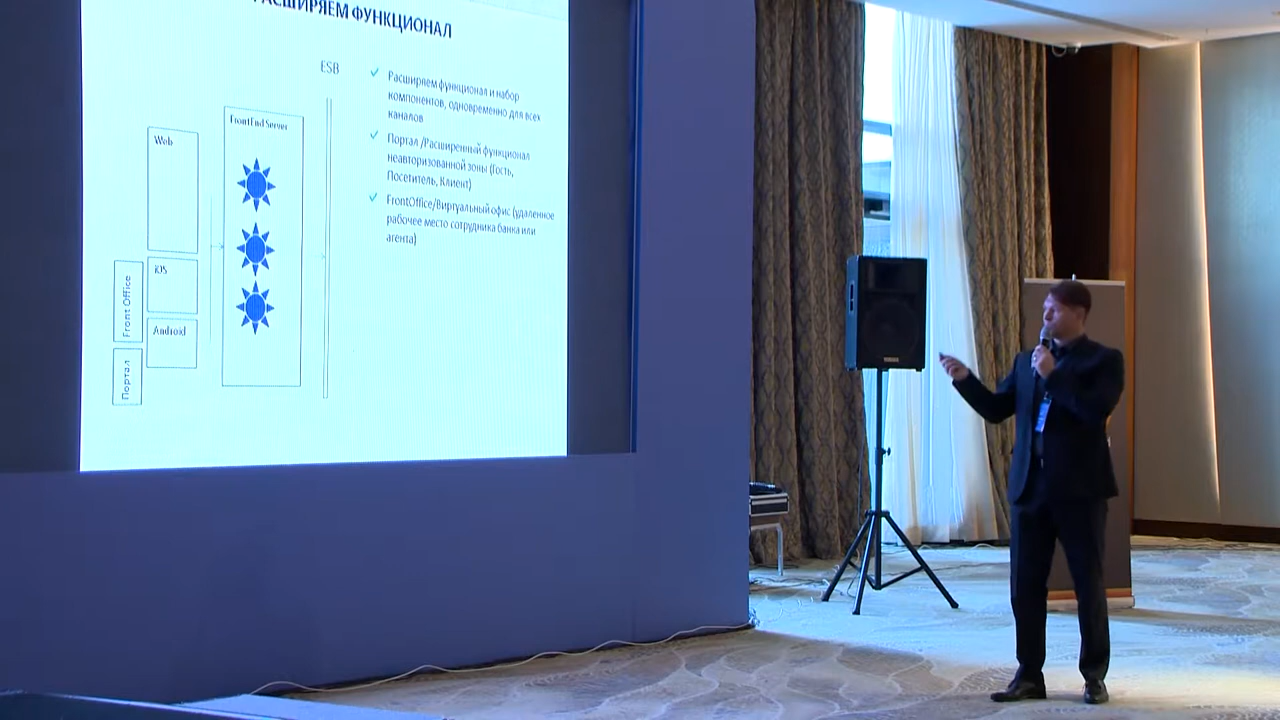 РАСШИРЯЕМ ФУНКЦИОНАЛ
ESB
FrontEnd Server
Web
iOS
Android
Front Office
Портал
Расширяем функционал и набор
компонентов, одновременно для всех
каналов
Портал /Расширенный функционал
неавторизованной зоны (Гость,
Посетитель, Клиент)
FrontOffice/Виртуальный офис (удаленное
рабочее место сотрудника банка или
агента)